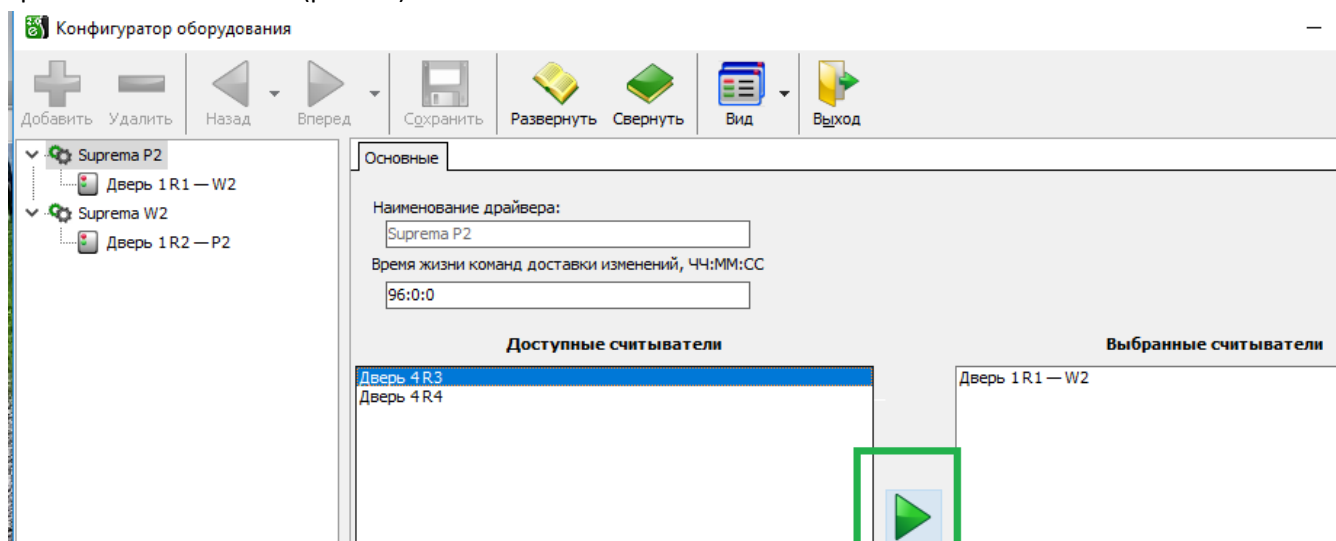 Конфигуратор оборудования
Добавить Удалить Назад Вперед Сохранить Развернуть Свернуть Вид Выход
Suprema P2
Дверь 1 R1 — W2
Suprema W2
Дверь 1 R2 — P2
Основные
Наименование драйвера:
Suprema P2
Время жизни команд доставки изменений, ЧЧ:ММ:СС
96:0:0
Доступные считыватели
Дверь 4 R3
Дверь 4 R4
Выбранные считыватели
Дверь 1 R1 — W2